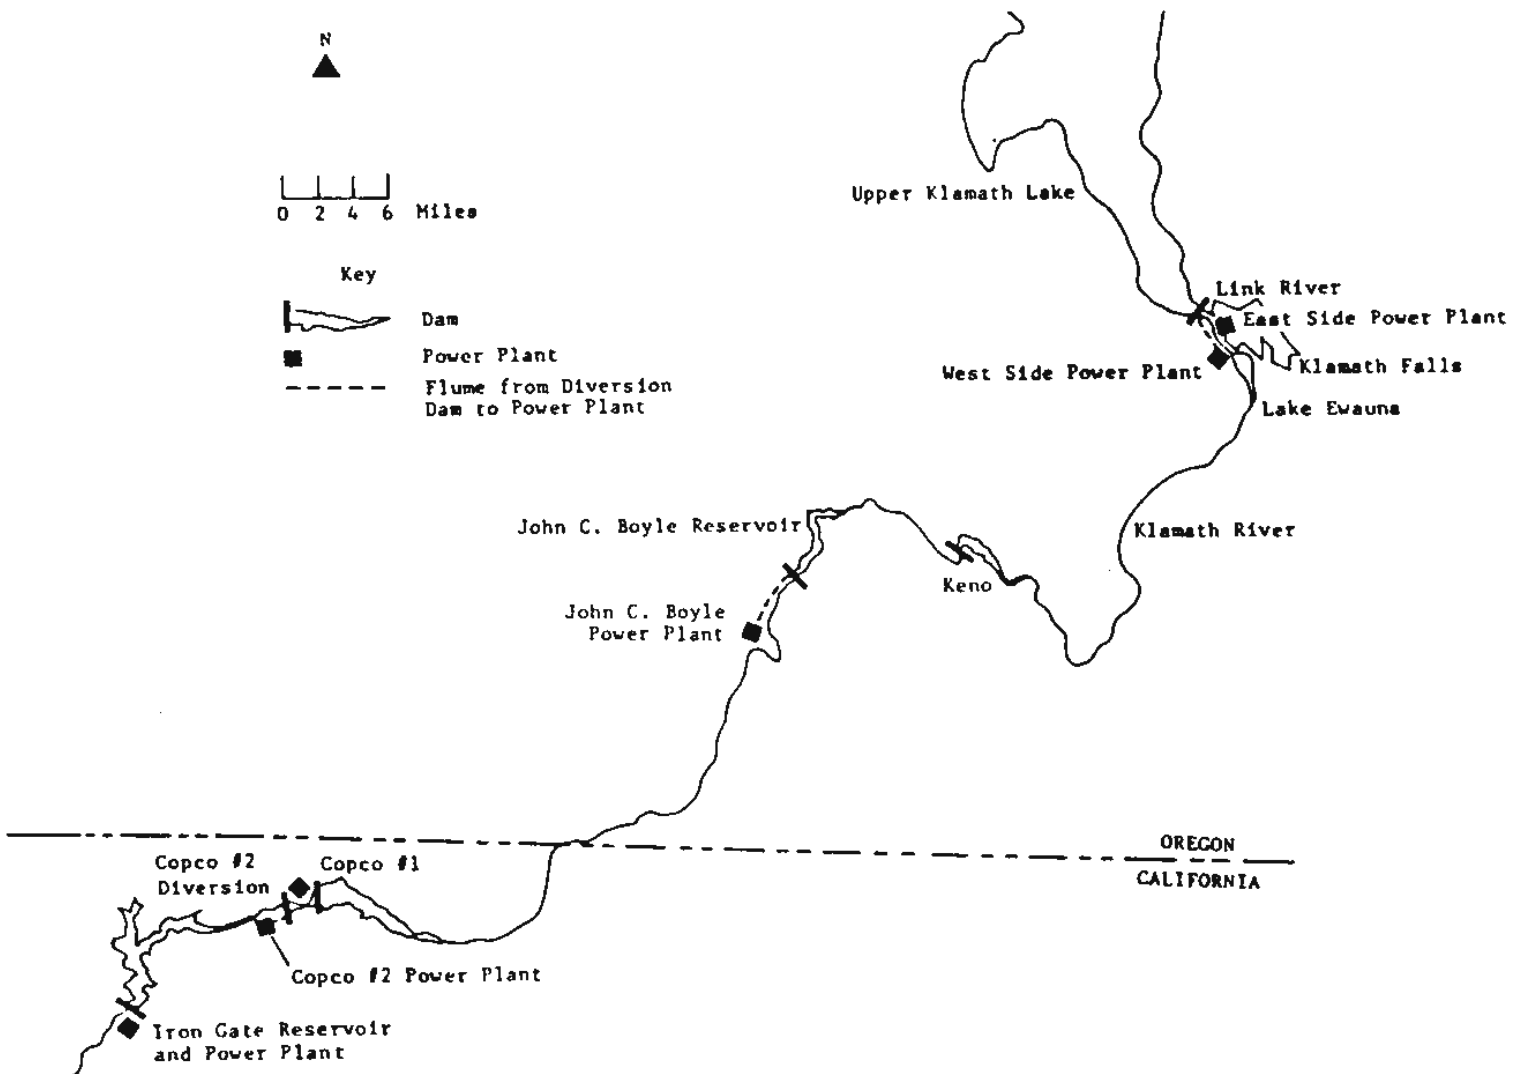 N
0 2 4 6 Miles
Key
Dam
Power Plant
Flume from Diversion
Dam to Power Plant
Upper Klamath Lake
Link River
East Side Power Plant
West Side Power Plant
Klamath Falls
Lake Ewauna
John C. Boyle Reservoir
Klamath River
Keno
John C. Boyle
Power Plant
OREGON
CALIFORNIA
Copco #2
Diversion
Copco #1
Copco #2 Power Plant
Iron Gate Reservoir
and Power Plant